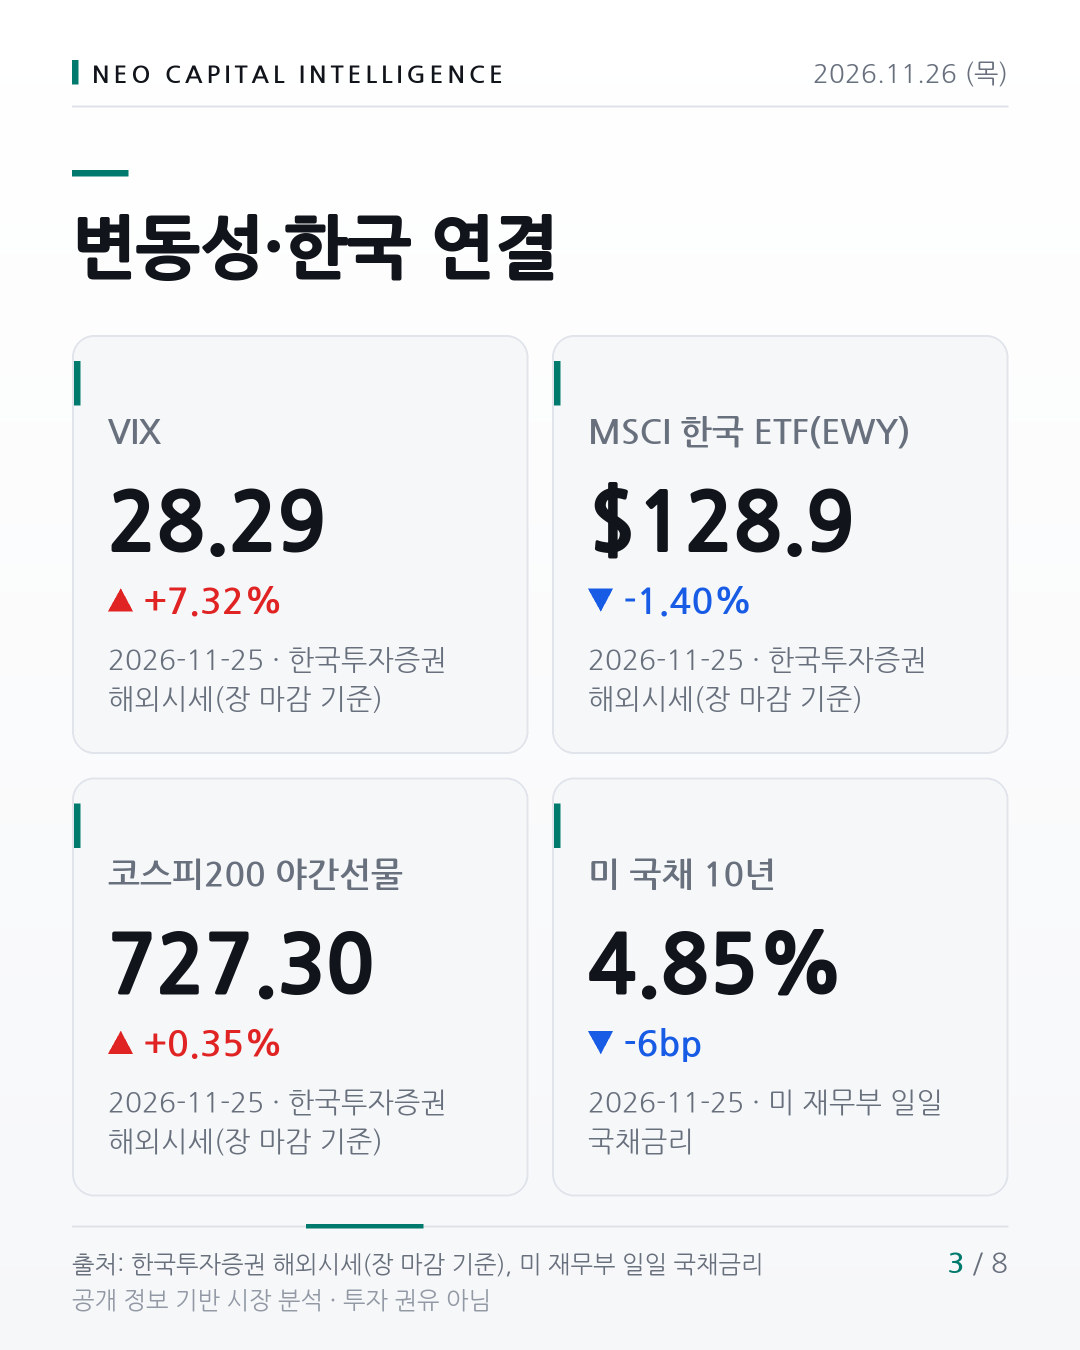 NEO CAPITAL INTELLIGENCE
2026.11.26 (목)
변동성·한국 연결
VIX
28.29
▲ +7.32%
2026-11-25 · 한국투자증권
해외시세(장 마감 기준)
MSCI 한국 ETF(EWY)
$128.9
▼ -1.40%
2026-11-25 · 한국투자증권
해외시세(장 마감 기준)
코스피200 야간선물
727.30
▲ +0.35%
2026-11-25 · 한국투자증권
해외시세(장 마감 기준)
미 국채 10년
4.85%
▼ -6bp
2026-11-25 · 미 재무부 일일
국채금리
출처: 한국투자증권 해외시세(장 마감 기준), 미 재무부 일일 국채금리
3 / 8
공개 정보 기반 시장 분석 · 투자 권유 아님